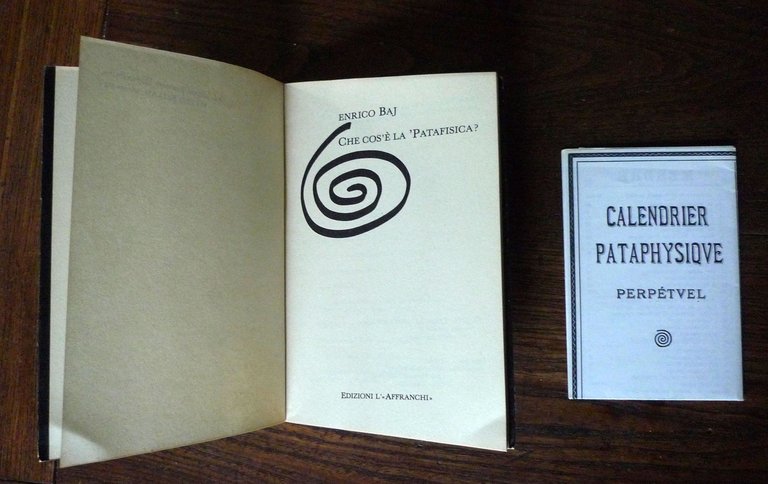 ENRICO BAJ
CHE COS'È LA 'PATAFISICA?
EDIZIONI L'«AFFRANCHI»
CALENDRIER
PATAPHYSIQVE
PERPÉTVEL